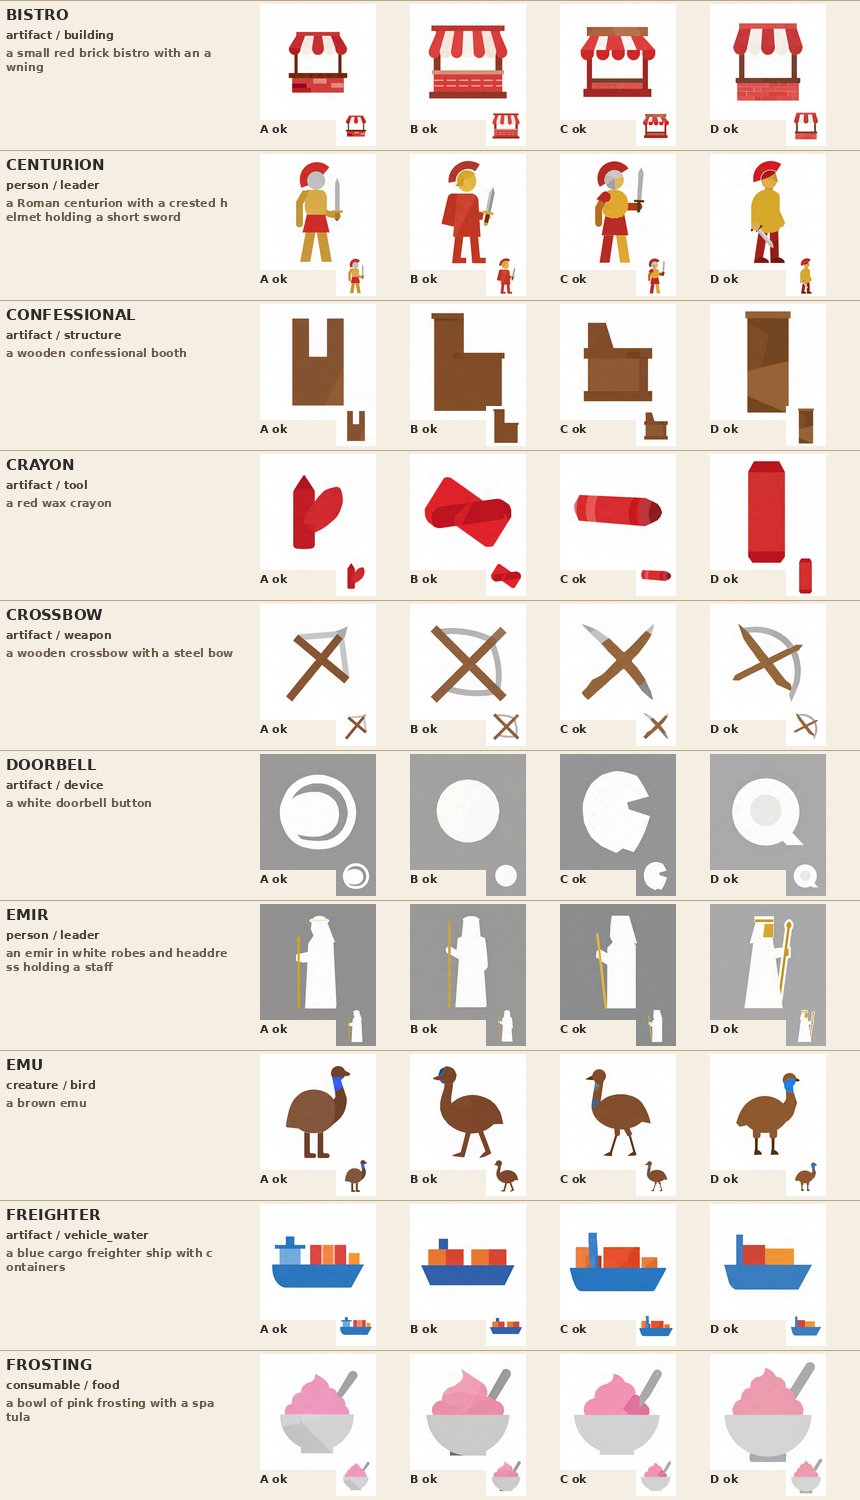 BISTRO
artifact / building
a small red brick bistro with an a
wning
A ok
B ok
C ok
D ok
CENTURION
person / leader
a Roman centurion with a crested h
elmet holding a short sword
A ok
B ok
C ok
D ok
CONFESSIONAL
artifact / structure
a wooden confessional booth
A ok
B ok
C ok
D ok
CRAYON
artifact / tool
a red wax crayon
A ok
B ok
C ok
D ok
CROSSBOW
artifact / weapon
a wooden crossbow with a steel bow
A ok
B ok
C ok
D ok
DOORBELL
artifact / device
a white doorbell button
A ok
B ok
C ok
D ok
EMIR
person / leader
an emir in white robes and headdre
ss holding a staff
A ok
B ok
C ok
D ok
EMU
creature / bird
a brown emu
A ok
B ok
C ok
D ok
FREIGHTER
artifact / vehicle_water
a blue cargo freighter ship with c
ontainers
A ok
B ok
C ok
D ok
FROSTING
consumable / food
a bowl of pink frosting with a spa
tula
A ok
B ok
C ok
D ok